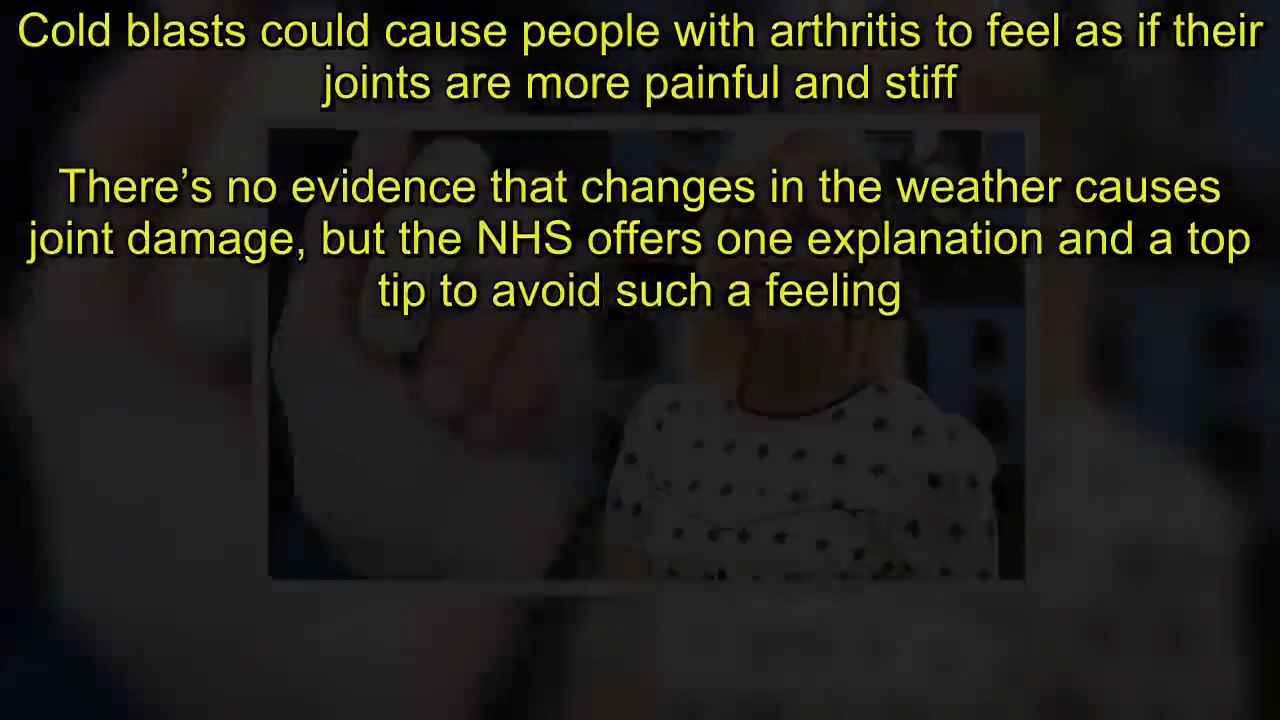 Cold blasts could cause people with arthritis to feel as if their
joints are more painful and stiff
There’s no evidence that changes in the weather causes
joint damage, but the NHS offers one explanation and a top
tip to avoid such a feeling